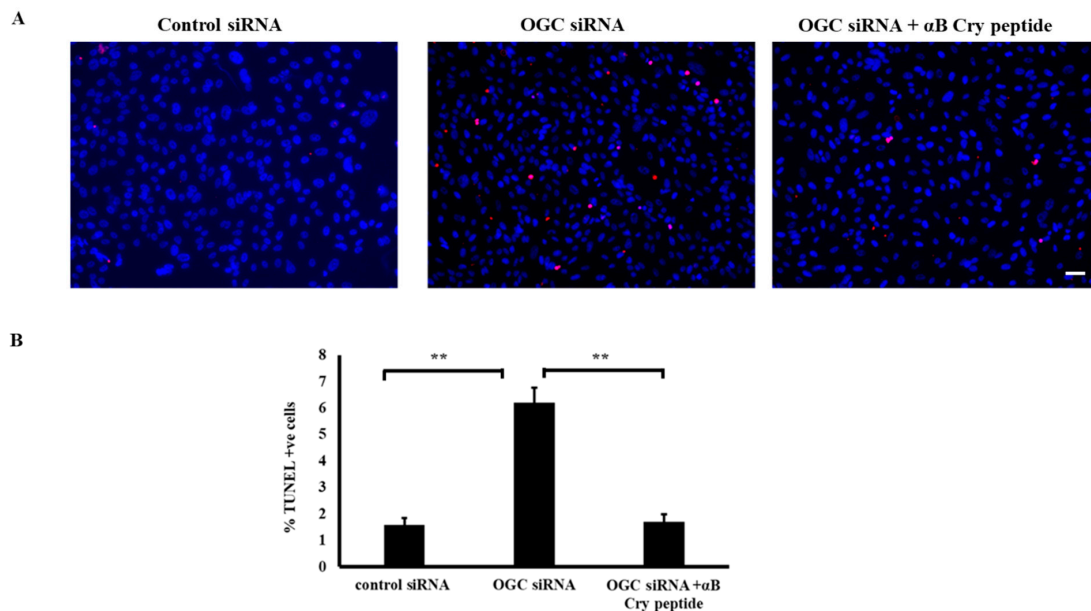 A
Control siRNA
OGC siRNA
OGC siRNA + αB Cry peptide
B
**
**
8
7
6
5
4
3
2
1
0
% TUNEL +ve cells
control siRNA
OGC siRNA
OGC siRNA +αB
Cry peptide